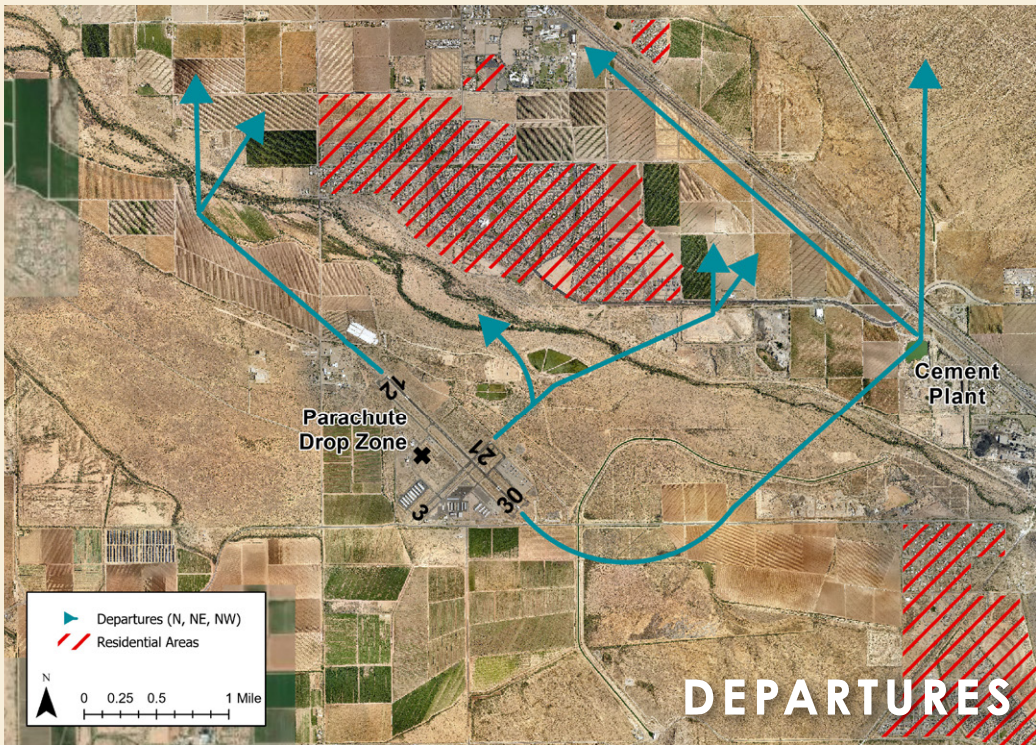 Cement
Plant
Parachute
Drop Zone
12
21
30
3
Departures (N, NE, NW)
Residential Areas
N
0 0.25 0.5 1 Mile
DEPARTURES